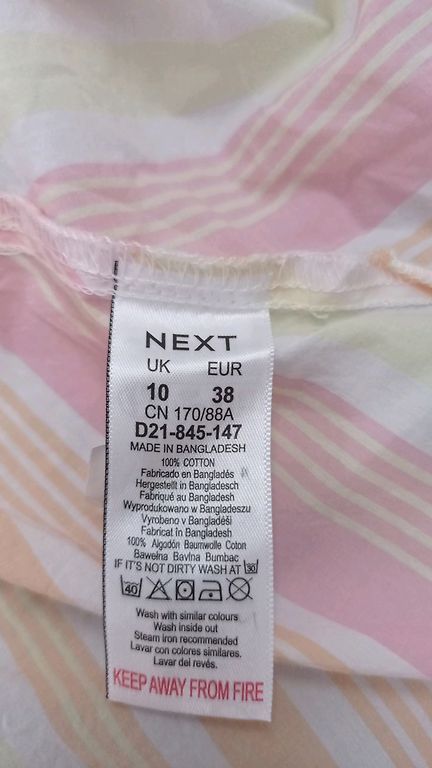 NEXT
UK EUR
10 38
CN 170/88A
D21-845-147
MADE IN BANGLADESH
100% COTTON
Fabricado en Bangladés
Hergestellt in Bangladesch
Fabriqué au Bangladesh
Wyprodukowano w Bangladeszu
Vyrobeno v Bangladéši
Fabricat în Bangladesh
100% Algodón Baumwolle Coton
Bawełna Bavlna Bumbac
IF IT'S NOT DIRTY WASH AT 30
40
Wash with similar colours
Wash inside out
Steam iron recommended
Lavar con colores similares.
Lavar del revés.
KEEP AWAY FROM FIRE